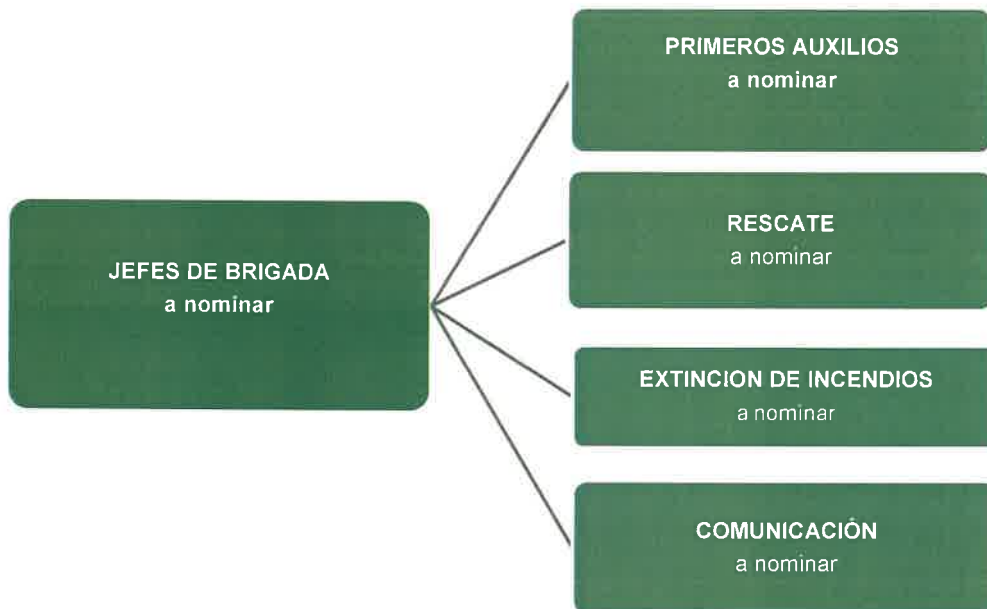 JEFES DE BRIGADA
a nominar
PRIMEROS AUXILIOS
a nominar
RESCATE
a nominar
EXTINCION DE INCENDIOS
a nominar
COMUNICACIÓN
a nominar